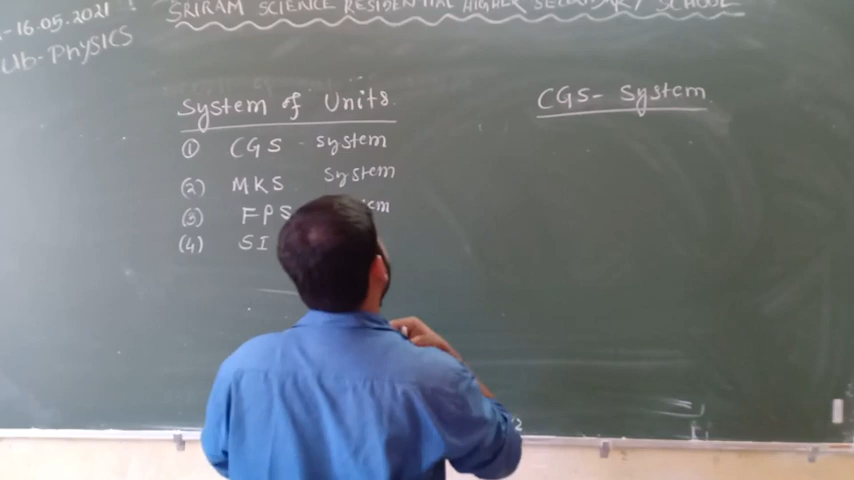 SRIRAM SCIENCE RESIDENTIAL HIGHER SECONDARY SCHOOL
-16.05.2021
ub-Physics
System of Units.
① CGS - system
(2) MKS system
(3) FPS
(4) SI
CGS- System